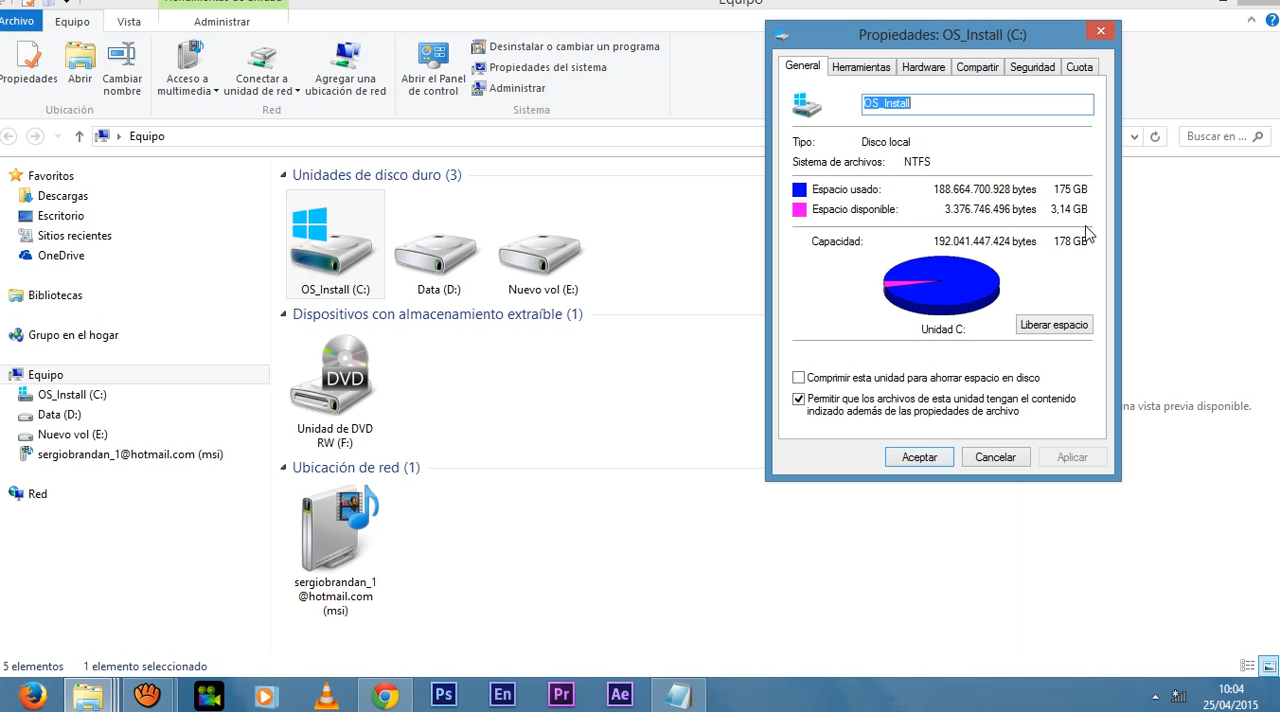 Herramientas de unidad
Equipo
Archivo
Equipo
Vista
Administrar
Propiedades
Abrir
Cambiar
nombre
Ubicación
Acceso a
multimedia
Conectar a
unidad de red
Agregar una
ubicación de red
Red
Abrir el Panel
de control
Desinstalar o cambiar un programa
Propiedades del sistema
Administrar
Sistema
Equipo
Buscar en ...
Favoritos
Descargas
Escritorio
Sitios recientes
OneDrive
Bibliotecas
Grupo en el hogar
Equipo
OS_Install (C:)
Data (D:)
Nuevo vol (E:)
sergiobrandan_1@hotmail.com (msi)
Red
Unidades de disco duro (3)
OS_Install (C:)
Data (D:)
Nuevo vol (E:)
Dispositivos con almacenamiento extraíble (1)
DVD
Unidad de DVD
RW (F:)
Ubicación de red (1)
sergiobrandan_1
@hotmail.com
(msi)
Propiedades: OS_Install (C:)
General
Herramientas
Hardware
Compartir
Seguridad
Cuota
OS_Install
Tipo: Disco local
Sistema de archivos: NTFS
Espacio usado: 188.664.700.928 bytes 175 GB
Espacio disponible: 3.376.746.496 bytes 3,14 GB
Capacidad: 192.041.447.424 bytes 178 GB
Unidad C:
Liberar espacio
Comprimir esta unidad para ahorrar espacio en disco
Permitir que los archivos de esta unidad tengan el contenido
indizado además de las propiedades de archivo
Aceptar
Cancelar
Aplicar
una vista previa disponible.
5 elementos
1 elemento seleccionado
Ps
En
Pr
Ae
10:04
25/04/2015